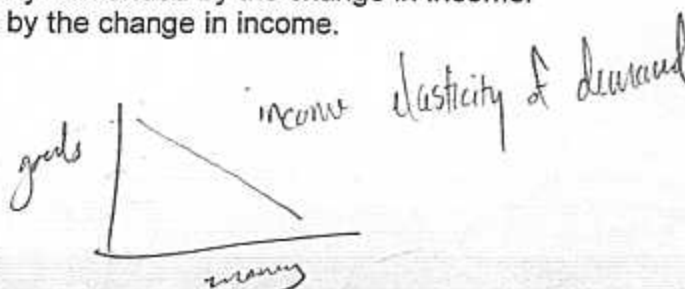 by the change in income.
income elasticity of demand
goods
money